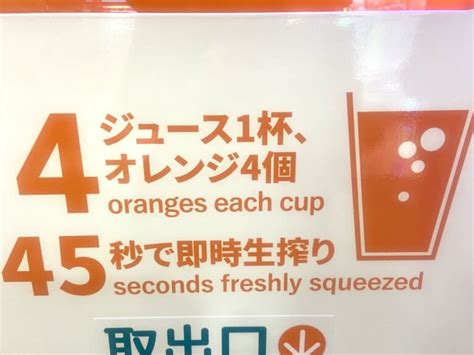 4 ジュース1杯、
オレンジ4個
oranges each cup
45 秒で即時生搾り
seconds freshly squeezed
取出口